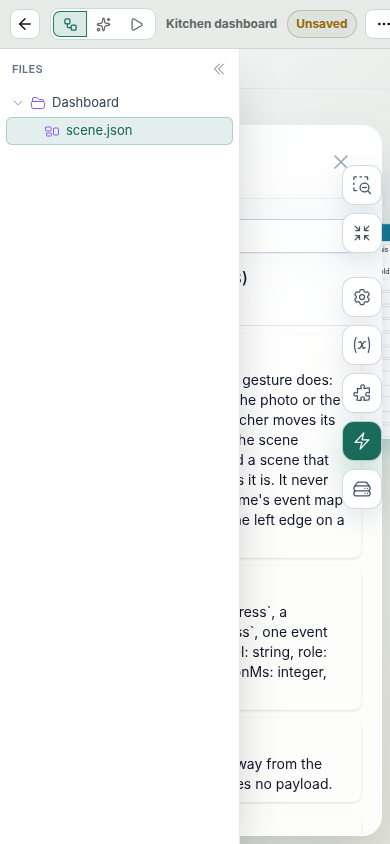 Kitchen dashboard
Unsaved
FILES
Dashboard
scene.json
)
gesture does:
he photo or the
cher moves its
he scene
d a scene that
s it is. It never
me's event map
e left edge on a
ress`, a
ss`, one event
l: string, role:
onMs: integer,
way from the
es no payload.
(x)